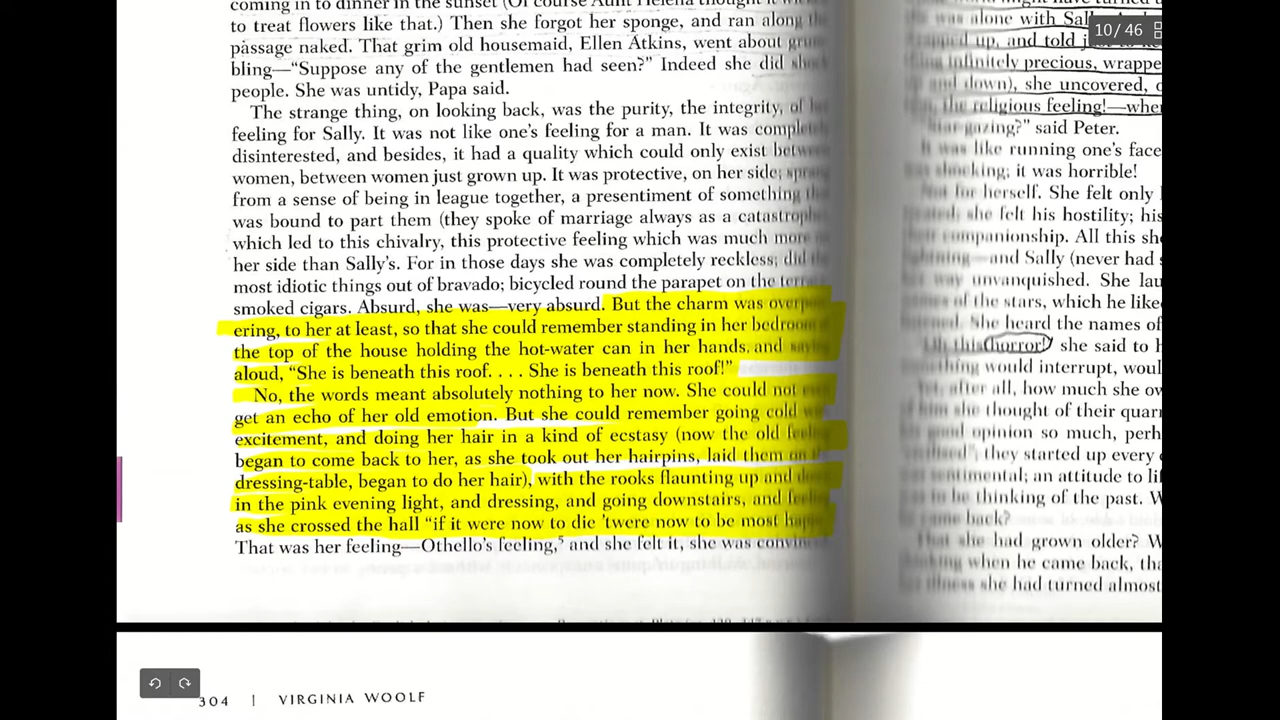 coming in to dinner in the sunset (Of course Aunt Helena thought it
to treat flowers like that.) Then she forgot her sponge, and ran along the
passage naked. That grim old housemaid, Ellen Atkins, went about grum-
bling—“Suppose any of the gentlemen had seen?” Indeed she did shock
people. She was untidy, Papa said.
The strange thing, on looking back, was the purity, the integrity, of her
feeling for Sally. It was not like one’s feeling for a man. It was completely
disinterested, and besides, it had a quality which could only exist between
women, between women just grown up. It was protective, on her side; sprang
from a sense of being in league together, a presentiment of something that
was bound to part them (they spoke of marriage always as a catastrophe
which led to this chivalry, this protective feeling which was much more on
her side than Sally’s. For in those days she was completely reckless; did the
most idiotic things out of bravado; bicycled round the parapet on the terrace
smoked cigars. Absurd, she was—very absurd. But the charm was overpow-
ering, to her at least, so that she could remember standing in her bedroom at
the top of the house holding the hot-water can in her hands and saying
aloud, “She is beneath this roof. . . . She is beneath this roof!”
No, the words meant absolutely nothing to her now. She could not even
get an echo of her old emotion. But she could remember going cold with
excitement, and doing her hair in a kind of ecstasy (now the old feeling
began to come back to her, as she took out her hairpins, laid them on the
dressing-table, began to do her hair), with the rooks flaunting up and down
in the pink evening light, and dressing, and going downstairs, and feeling
as she crossed the hall “if it were now to die ’twere now to be most happy.
That was her feeling—Othello’s feeling,⁵ and she felt it, she was convinced
304 | VIRGINIA WOOLF
10/46
was alone with Sally
up, and told
infinitely precious, wrapped
and down), she uncovered,
the religious feeling!—when
gazing?” said Peter.
It was like running one’s face
was shocking; it was horrible!
Not for herself. She felt only
she felt his hostility; his
their companionship. All this she
—and Sally (never had
way unvanquished. She lau
of the stars, which he like
She heard the names of
Oh this horror!” she said to
something would interrupt, woul
Yet, after all, how much she ow
him she thought of their quar
good opinion so much, perh
they started up every
sentimental; an attitude to lif
to be thinking of the past. W
came back?
That she had grown older? W
thinking when he came back, tha
illness she had turned almost